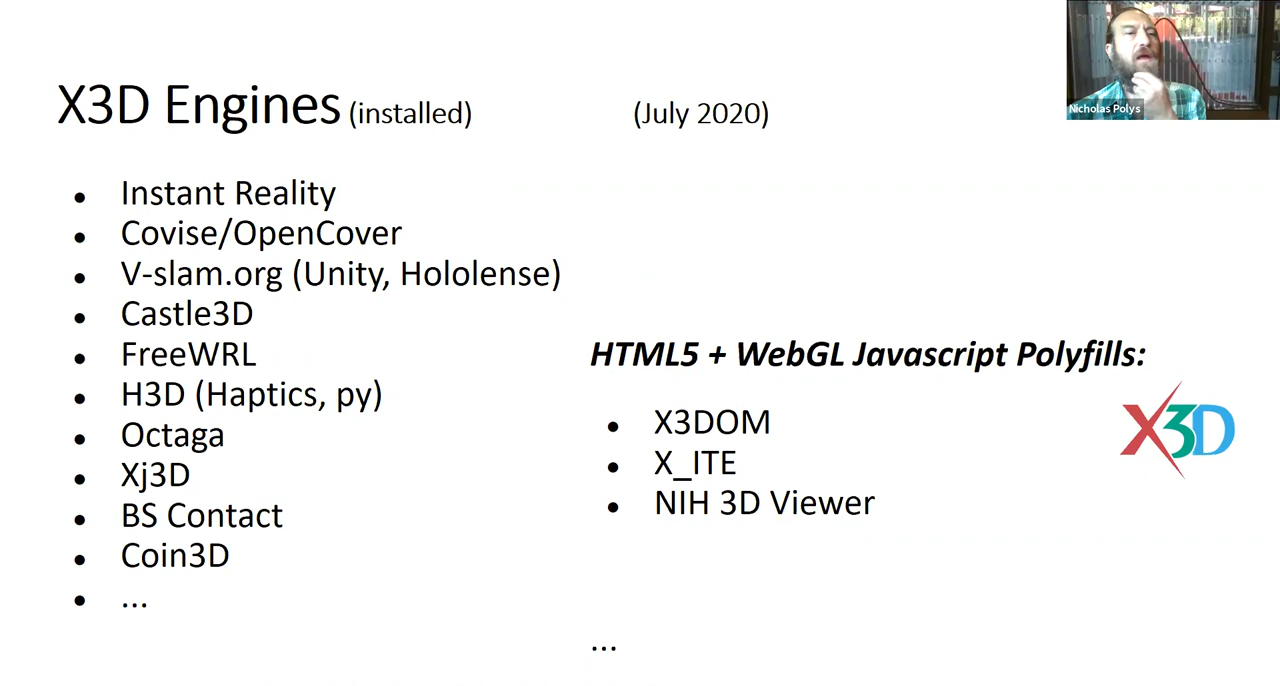 Nicholas Polys
X3D Engines (installed) (July 2020)
• Instant Reality
• Covise/OpenCover
• V-slam.org (Unity, Hololense)
• Castle3D
• FreeWRL
• H3D (Haptics, py)
• Octaga
• Xj3D
• BS Contact
• Coin3D
• ...
HTML5 + WebGL Javascript Polyfills:
• X3DOM
• X_ITE
• NIH 3D Viewer
...
X3D